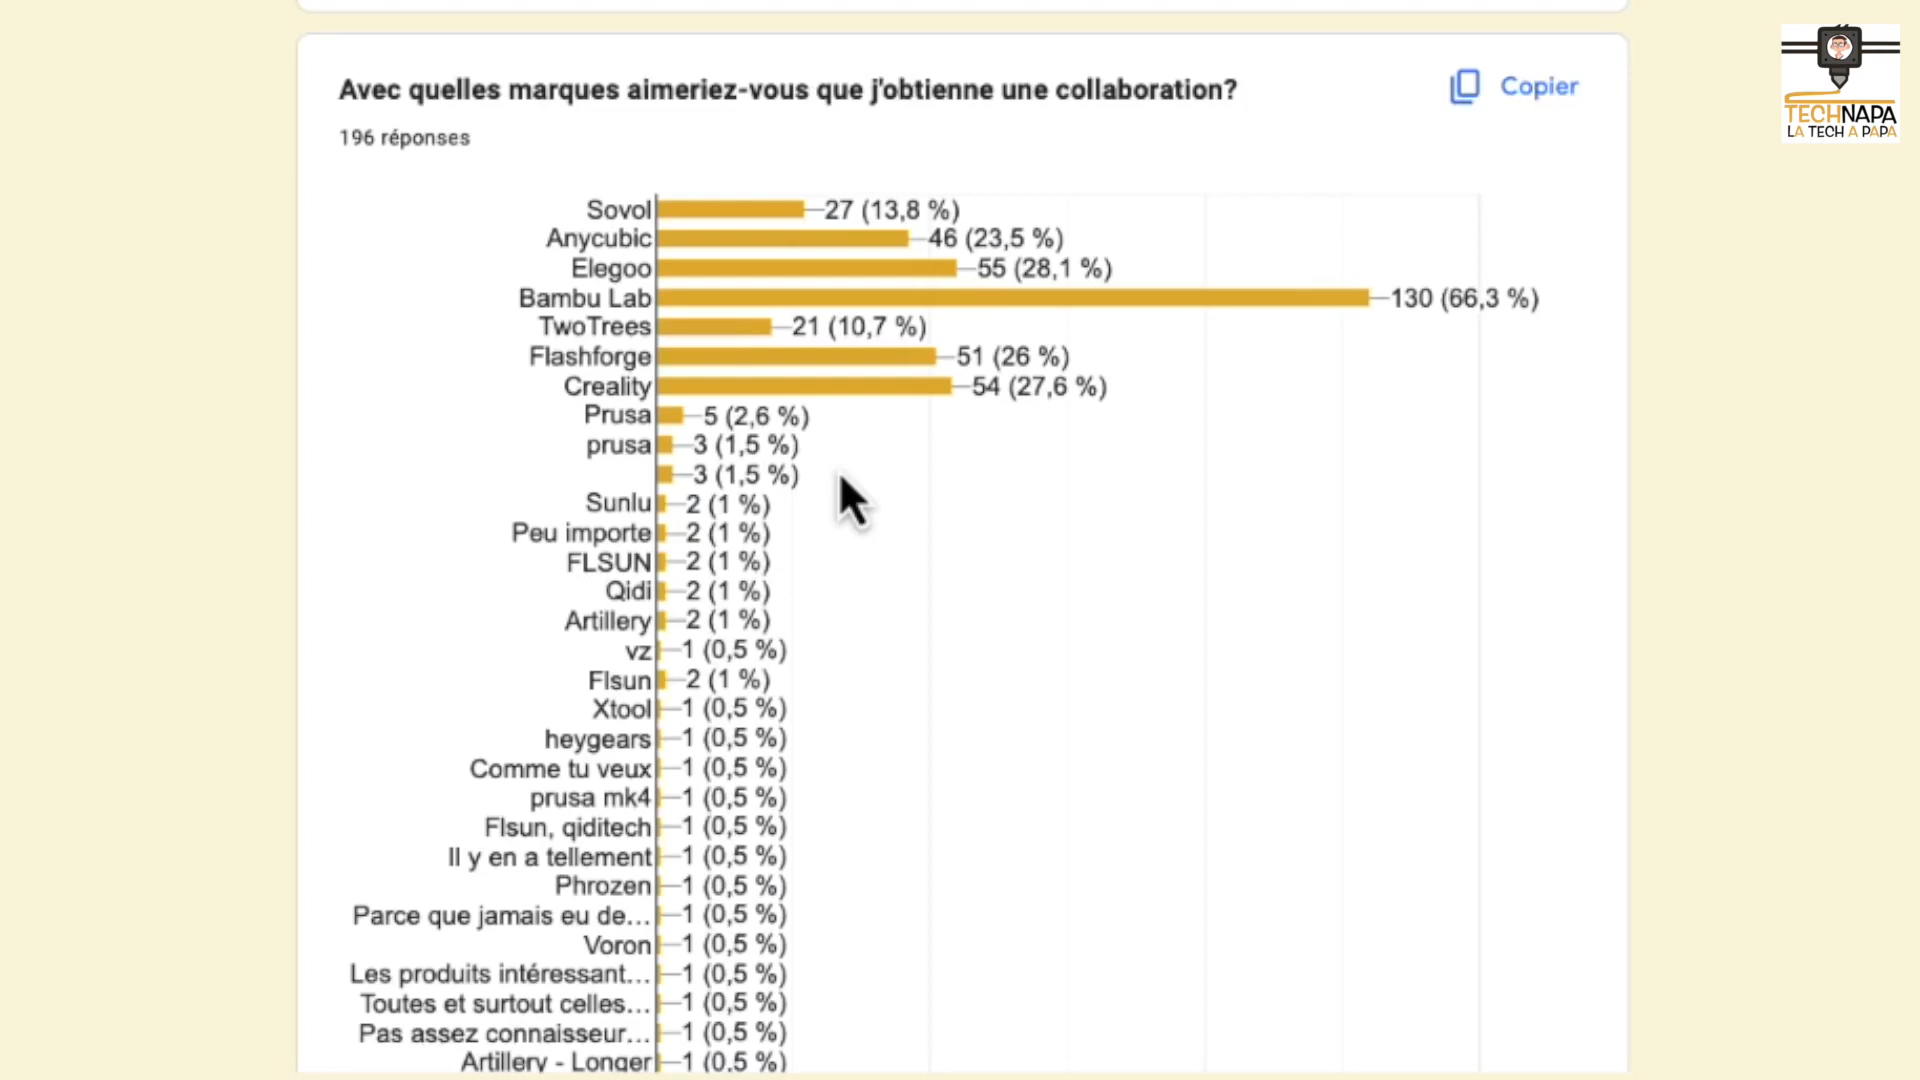 Avec quelles marques aimeriez-vous que j'obtienne une collaboration?
Copier
196 réponses
TECHNAPA
LA TECH A PAPA
Sovol 27 (13,8 %)
Anycubic 46 (23,5 %)
Elegoo 55 (28,1 %)
Bambu Lab 130 (66,3 %)
TwoTrees 21 (10,7 %)
Flashforge 51 (26 %)
Creality 54 (27,6 %)
Prusa 5 (2,6 %)
prusa 3 (1,5 %)
3 (1,5 %)
Sunlu 2 (1 %)
Peu importe 2 (1 %)
FLSUN 2 (1 %)
Qidi 2 (1 %)
Artillery 2 (1 %)
vz 1 (0,5 %)
Flsun 2 (1 %)
Xtool 1 (0,5 %)
heygears 1 (0,5 %)
Comme tu veux 1 (0,5 %)
prusa mk4 1 (0,5 %)
Flsun, qiditech 1 (0,5 %)
Il y en a tellement 1 (0,5 %)
Phrozen 1 (0,5 %)
Parce que jamais eu de... 1 (0,5 %)
Voron 1 (0,5 %)
Les produits intéressant... 1 (0,5 %)
Toutes et surtout celles... 1 (0,5 %)
Pas assez connaisseur... 1 (0,5 %)
Artillery - Longer 1 (0,5 %)